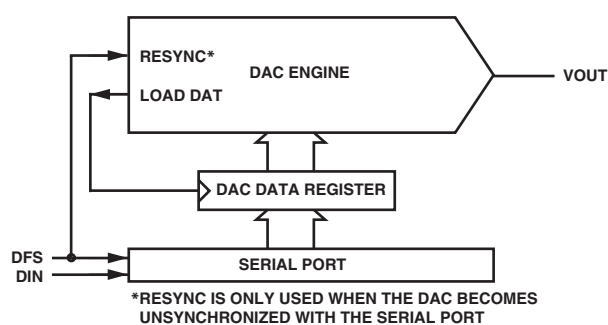 RESYNC*
DAC ENGINE
VOUT
LOAD DAT
DAC DATA REGISTER
DFS
DIN
SERIAL PORT
*RESYNC IS ONLY USED WHEN THE DAC BECOMES
UNSYNCHRONIZED WITH THE SERIAL PORT